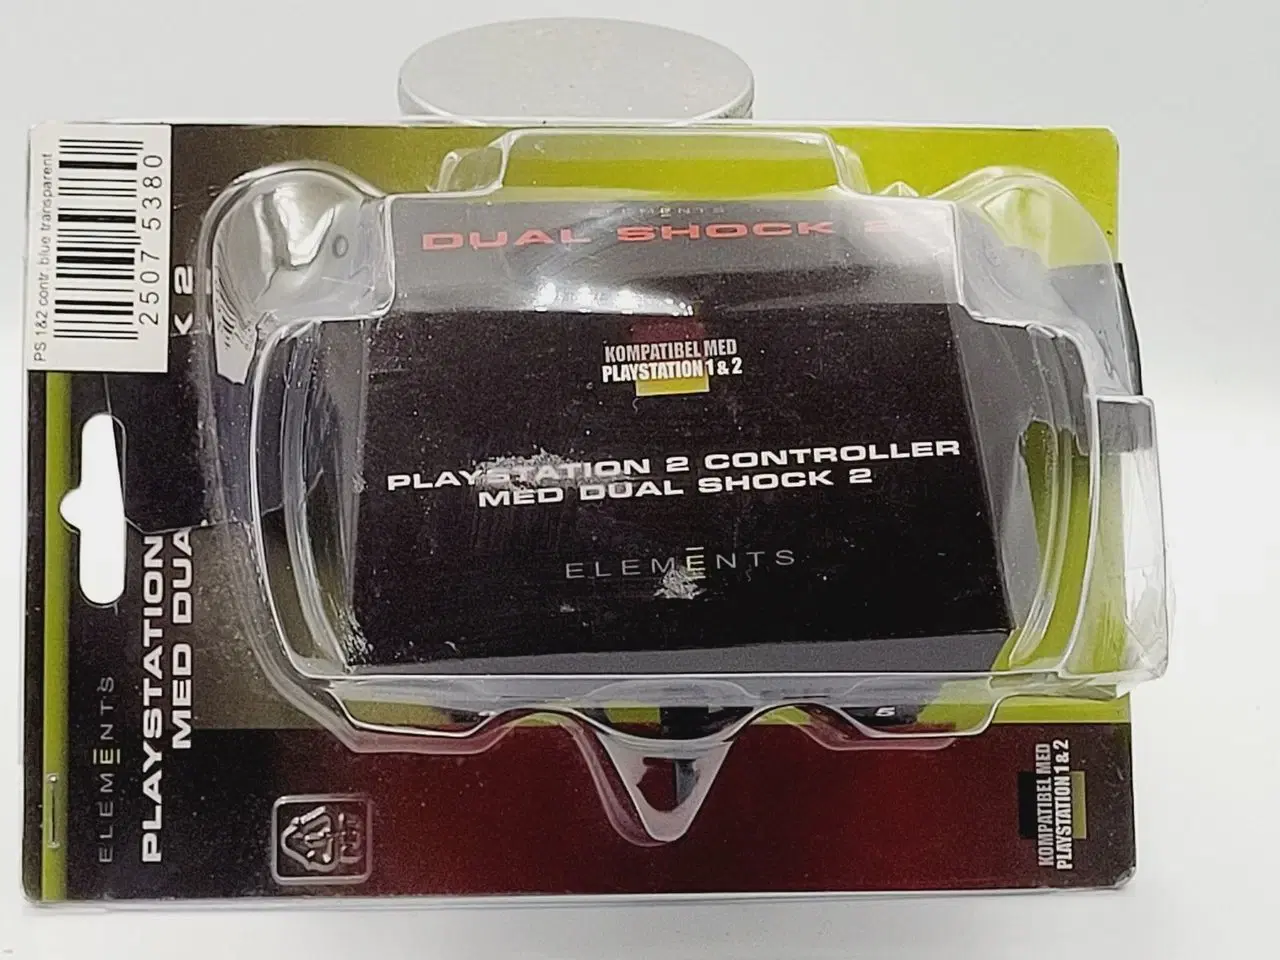 PS 1&2 contr. blue transparent
2507 5380
K 2
ELEMENTS
DUAL SHOCK 2
KOMPATIBEL MED
PLAYSTATION 1 & 2
PLAYSTATION 2 CONTROLLER
MED DUAL SHOCK 2
ELEMENTS
ELEMENTS
PLAYSTATION
MED DUA
5
KOMPATIBEL MED
PLAYSTATION 1 & 2